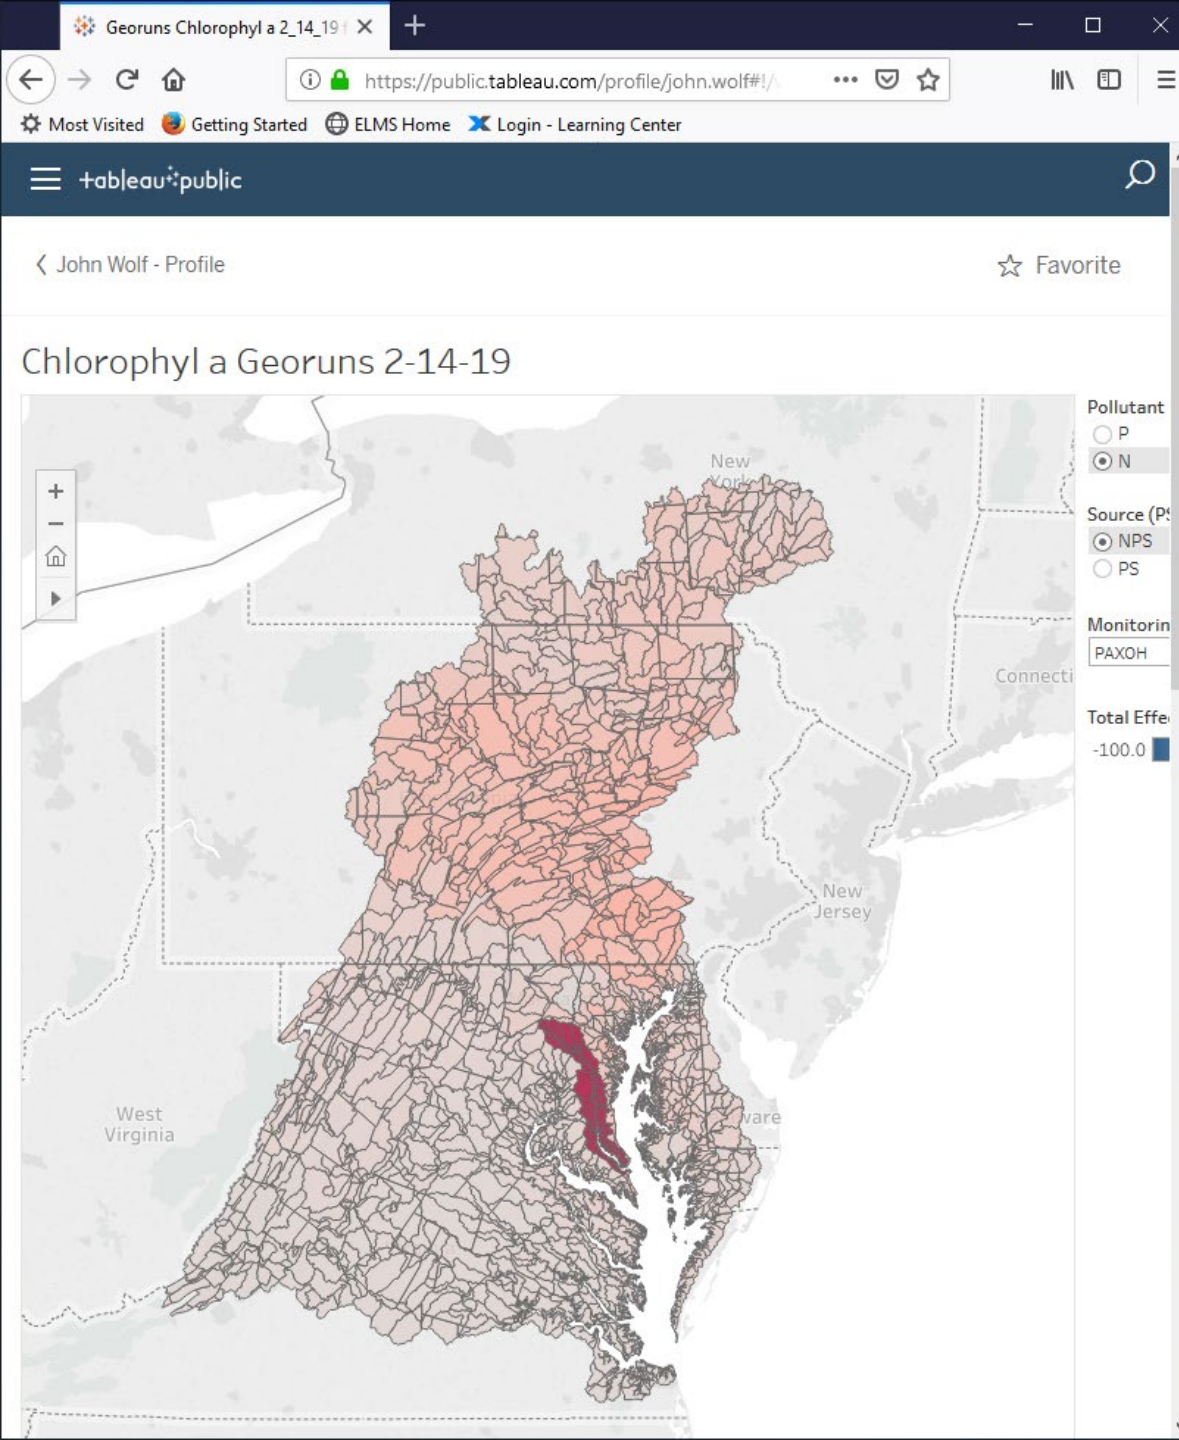 Georuns Chlorophyl a 2_14_19
https://public.tableau.com/profile/john.wolf#!/
Most Visited Getting Started ELMS Home Login - Learning Center
+ableau public
John Wolf - Profile
Favorite
Chlorophyl a Georuns 2-14-19
Pollutant
P
N
Source (PS
NPS
PS
Monitorin
PAXOH
Total Effe
-100.0
New
York
Connecti
New
Jersey
West
Virginia
ware